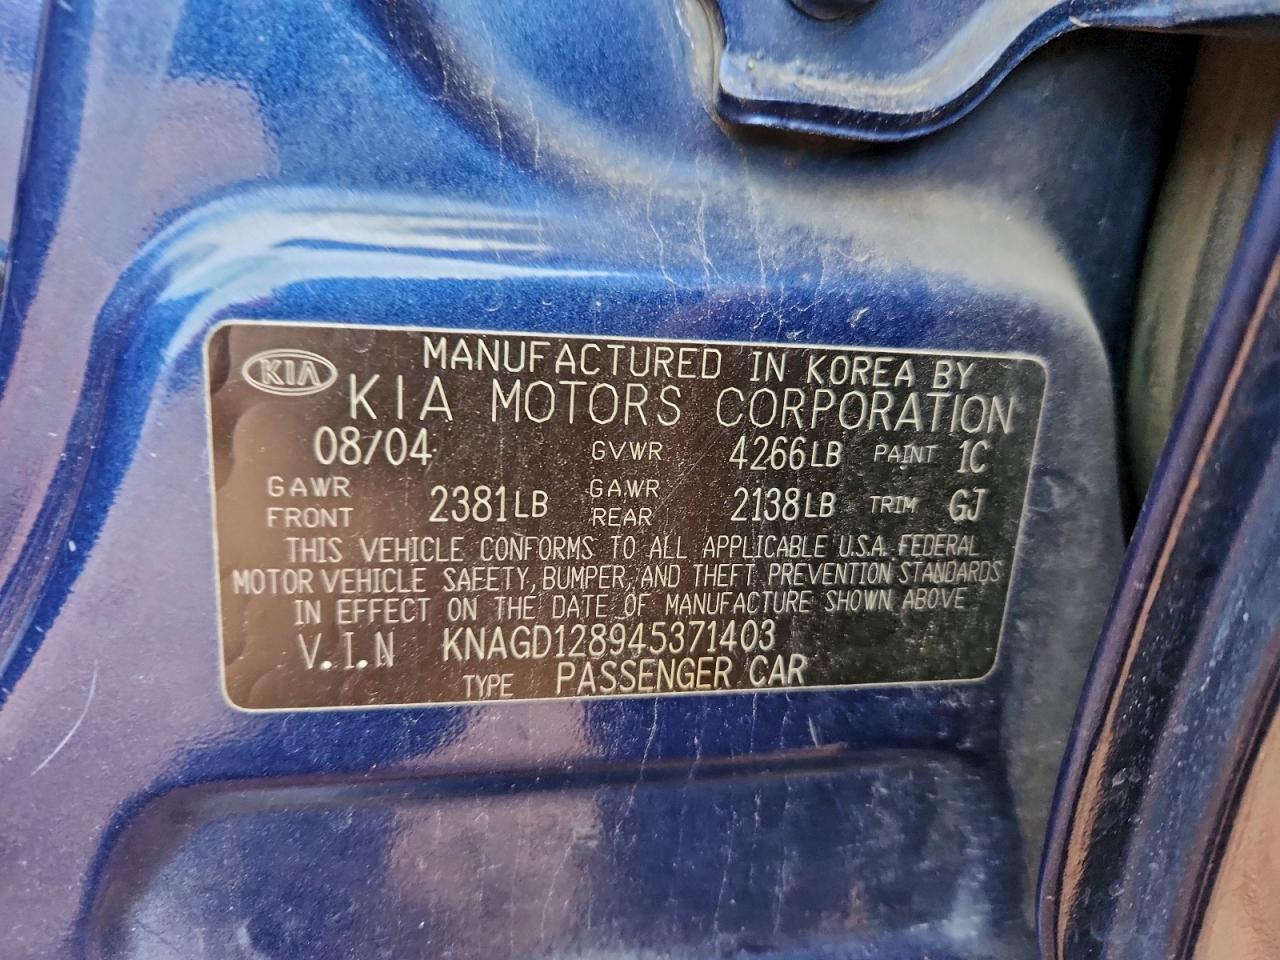 MANUFACTURED IN KOREA BY
KIA KIA MOTORS CORPORATION
08/04 GVWR 4266LB PAINT 1C
GAWR FRONT 2381LB GAWR REAR 2138LB TRIM GJ
THIS VEHICLE CONFORMS TO ALL APPLICABLE U.S.A. FEDERAL
MOTOR VEHICLE SAFETY, BUMPER, AND THEFT PREVENTION STANDARDS
IN EFFECT ON THE DATE OF MANUFACTURE SHOWN ABOVE
V.I.N KNAGD128945371403
TYPE PASSENGER CAR